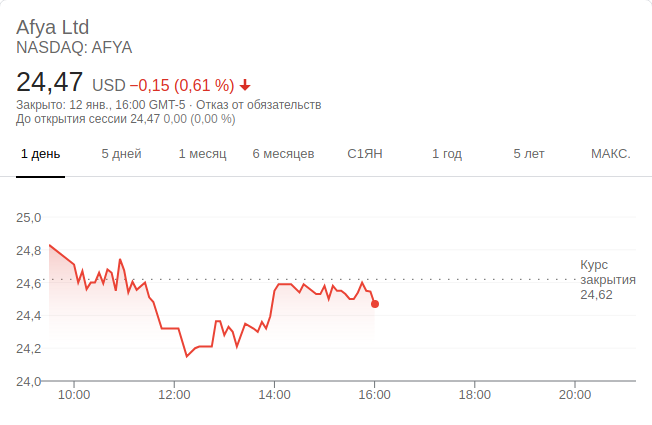 Afya Ltd
NASDAQ: AFYA
24,47 USD −0,15 (0,61 %)
Закрыто: 12 янв., 16:00 GMT-5 · Отказ от обязательств
До открытия сессии 24,47 0,00 (0,00 %)
1 день 5 дней 1 месяц 6 месяцев С1ЯН 1 год 5 лет МАКС.
25,0
24,8
Курс
закрытия
24,62
24,6
24,4
24,2
24,0
10:00 12:00 14:00 16:00 18:00 20:00